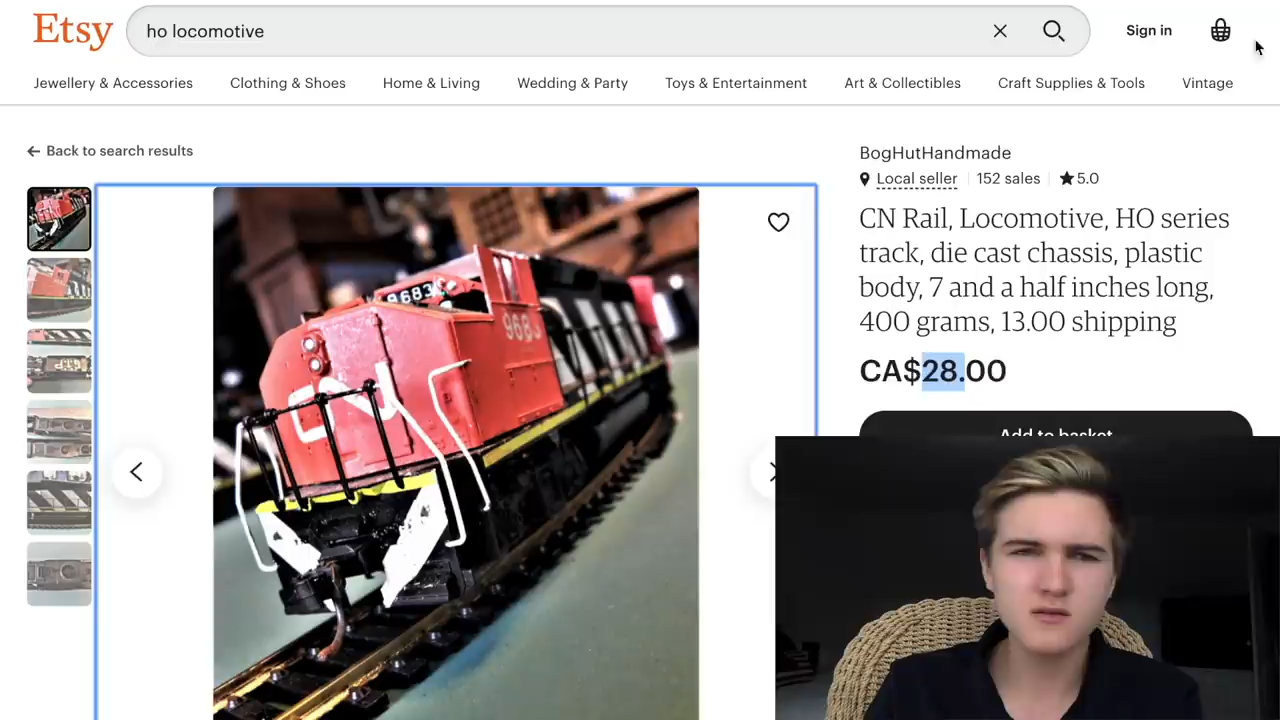 Etsy
ho locomotive
Sign in
Jewellery & Accessories
Clothing & Shoes
Home & Living
Wedding & Party
Toys & Entertainment
Art & Collectibles
Craft Supplies & Tools
Vintage
Back to search results
BogHutHandmade
Local seller
152 sales
5.0
CN Rail, Locomotive, HO series
track, die cast chassis, plastic
body, 7 and a half inches long,
400 grams, 13.00 shipping
CA$28.00
Add to basket
9683
9683
CN